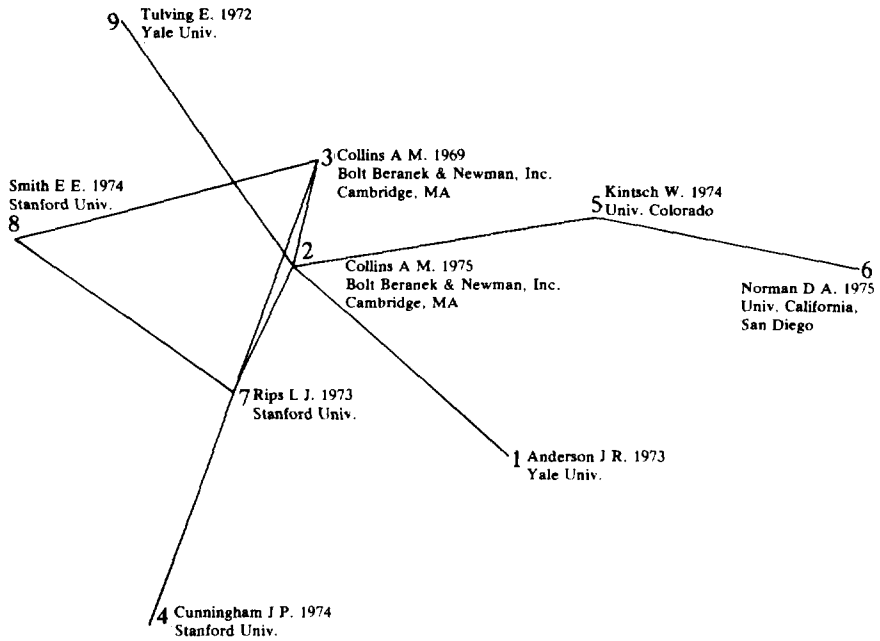 9 Tulving E. 1972
Yale Univ.
3 Collins A M. 1969
Bolt Beranek & Newman, Inc.
Cambridge, MA
Smith E E. 1974
Stanford Univ.
8
Kintsch W. 1974
5 Univ. Colorado
2
Collins A M. 1975
Bolt Beranek & Newman, Inc.
Cambridge, MA
6
Norman D A. 1975
Univ. California,
San Diego
7 Rips L J. 1973
Stanford Univ.
1 Anderson J R. 1973
Yale Univ.
4 Cunningham J P. 1974
Stanford Univ.